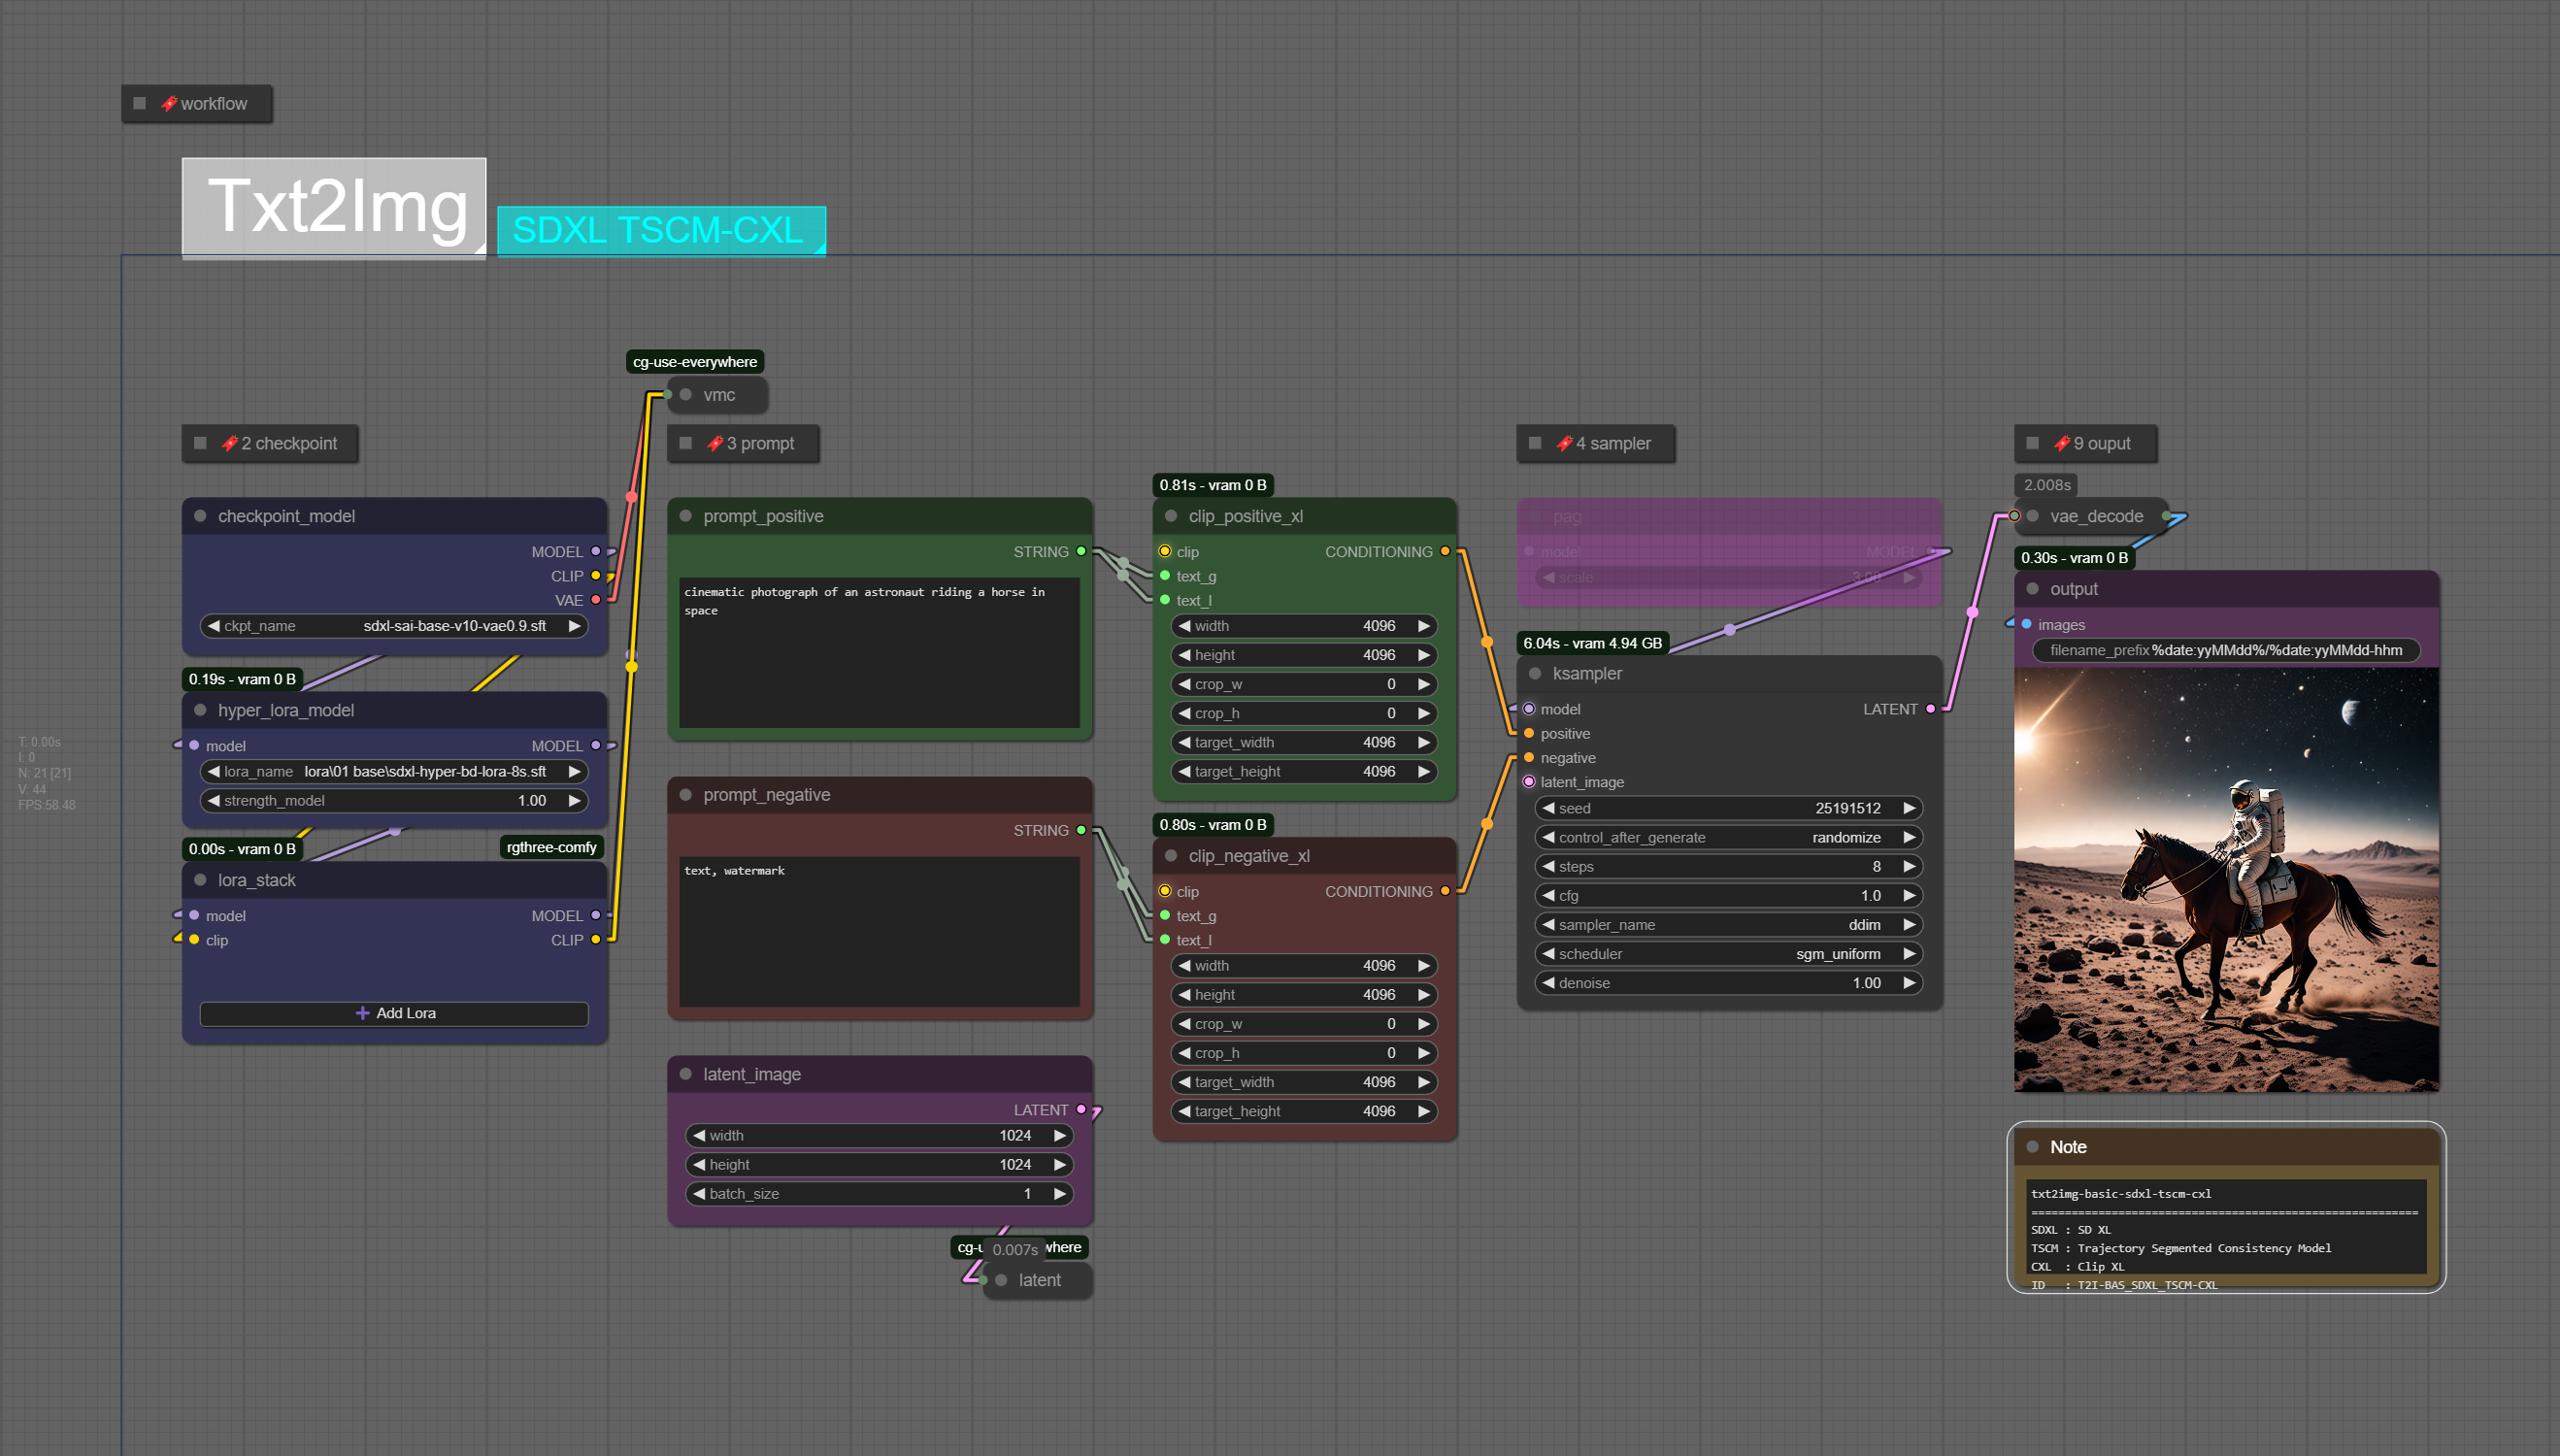 workflow
Txt2Img
SDXL TSCM-CXL
cg-use-everywhere
vmc
2 checkpoint
3 prompt
4 sampler
9 ouput
checkpoint_model
MODEL
CLIP
VAE
ckpt_name sdxl-sai-base-v10-vae0.9.sft
0.19s - vram 0 B
hyper_lora_model
model MODEL
lora_name lora\01 base\sdxl-hyper-bd-lora-8s.sft
strength_model 1.00
0.00s - vram 0 B
rgthree-comfy
lora_stack
model MODEL
clip CLIP
Add Lora
T: 0.00s
I: 0
N: 21 [21]
V: 44
FPS:58.48
prompt_positive
STRING
cinematic photograph of an astronaut riding a horse in
space
prompt_negative
STRING
text, watermark
latent_image
LATENT
width 1024
height 1024
batch_size 1
cg-u where
0.007s
latent
0.81s - vram 0 B
clip_positive_xl
clip CONDITIONING
text_g
text_l
width 4096
height 4096
crop_w 0
crop_h 0
target_width 4096
target_height 4096
0.80s - vram 0 B
clip_negative_xl
clip CONDITIONING
text_g
text_l
width 4096
height 4096
crop_w 0
crop_h 0
target_width 4096
target_height 4096
pag
model MODEL
scale 3.00
6.04s - vram 4.94 GB
ksampler
model LATENT
positive
negative
latent_image
seed 25191512
control_after_generate randomize
steps 8
cfg 1.0
sampler_name ddim
scheduler sgm_uniform
denoise 1.00
2.008s
vae_decode
0.30s - vram 0 B
output
images
filename_prefix %date:yyMMdd%/%date:yyMMdd-hhm
Note
txt2img-basic-sdxl-tscm-cxl
==========================================================
SDXL : SD XL
TSCM : Trajectory Segmented Consistency Model
CXL : Clip XL
ID : T2I-BAS_SDXL_TSCM-CXL